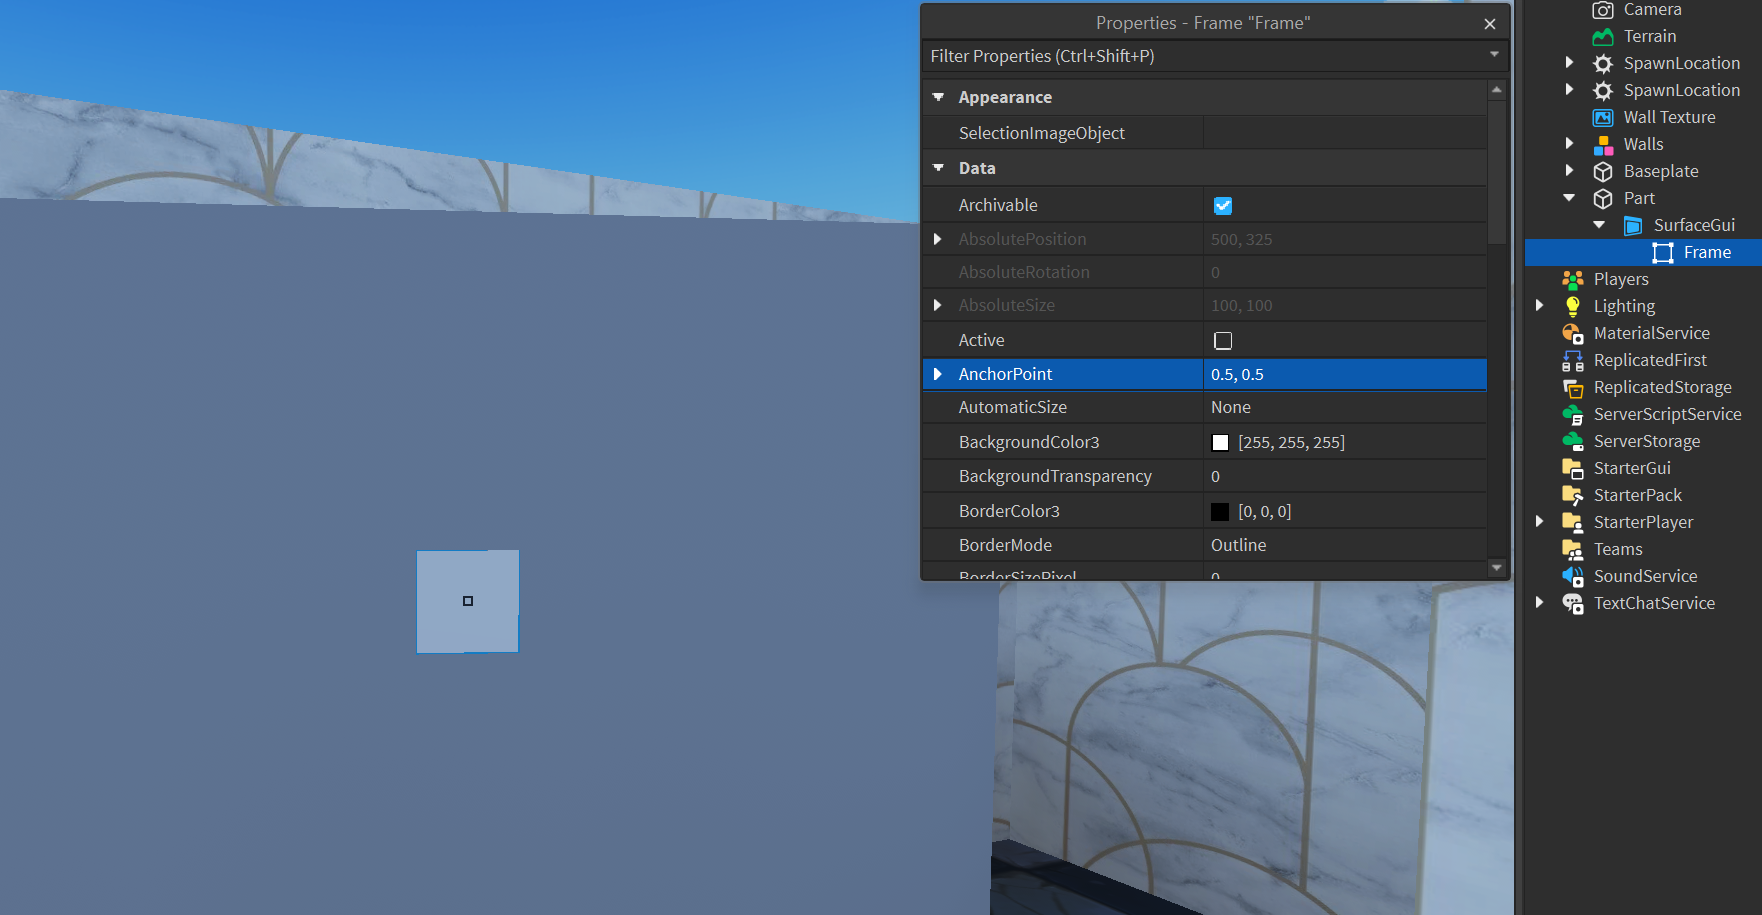 Properties - Frame "Frame"
Filter Properties (Ctrl+Shift+P)
Appearance
SelectionImageObject
Data
Archivable
AbsolutePosition 500, 325
AbsoluteRotation 0
AbsoluteSize 100, 100
Active
AnchorPoint 0.5, 0.5
AutomaticSize None
BackgroundColor3 [255, 255, 255]
BackgroundTransparency 0
BorderColor3 [0, 0, 0]
BorderMode Outline
BorderSizePixel 0
Camera
Terrain
SpawnLocation
SpawnLocation
Wall Texture
Walls
Baseplate
Part
SurfaceGui
Frame
Players
Lighting
MaterialService
ReplicatedFirst
ReplicatedStorage
ServerScriptService
ServerStorage
StarterGui
StarterPack
StarterPlayer
Teams
SoundService
TextChatService